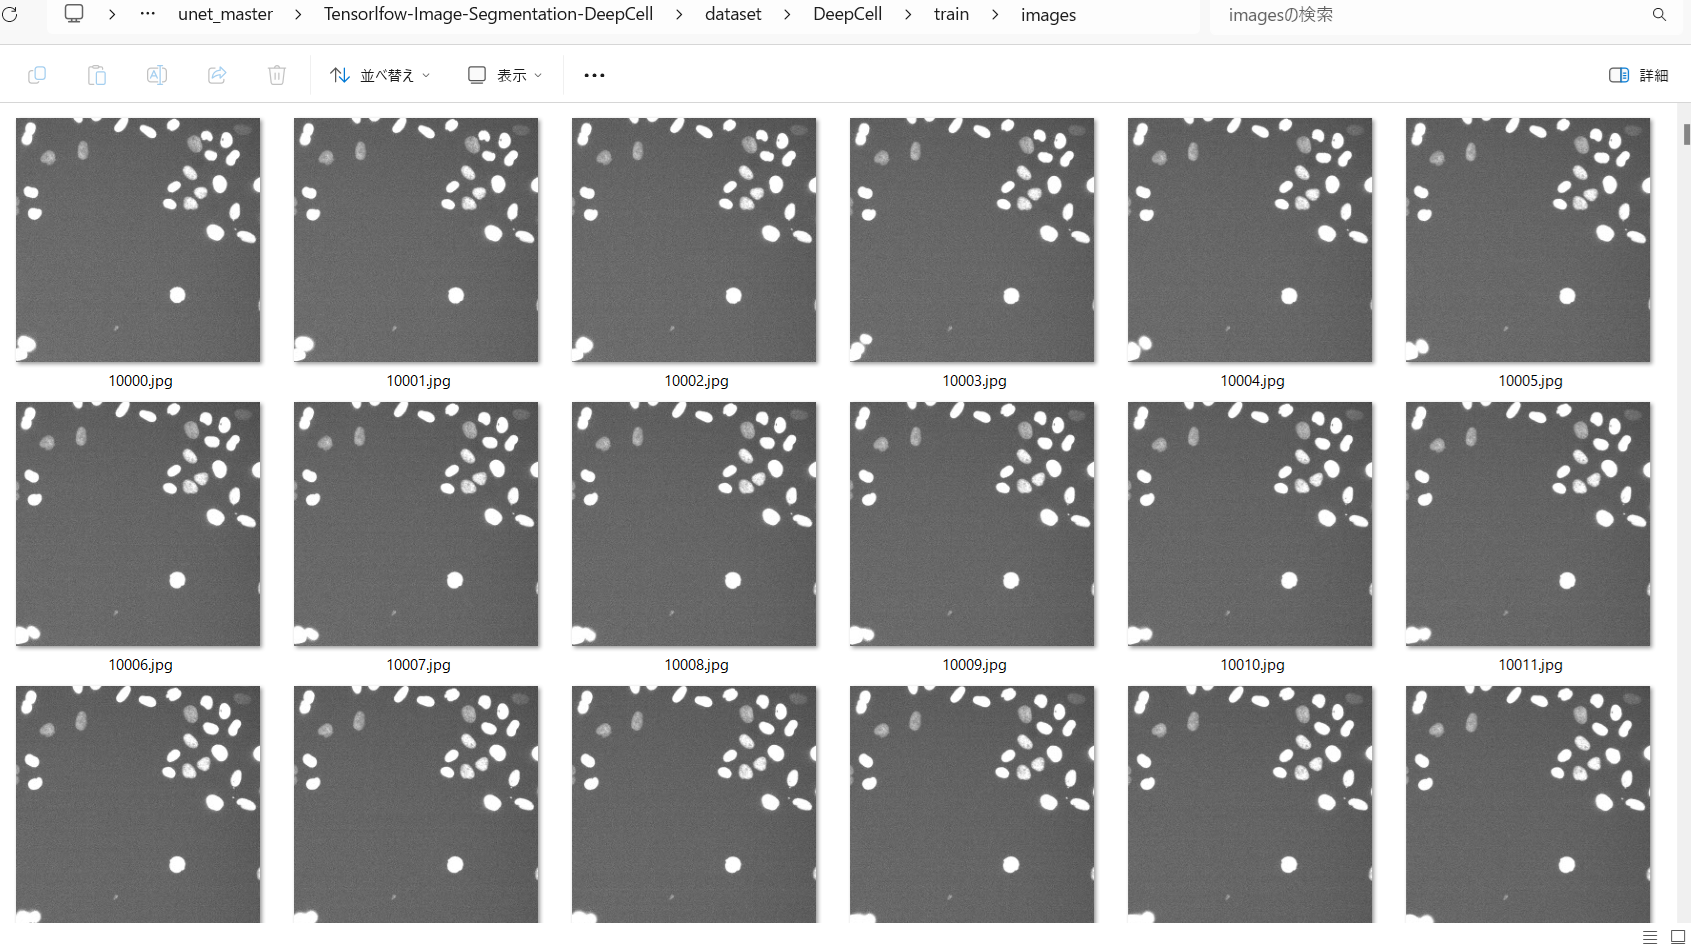 unet_master > Tensorlfow-Image-Segmentation-DeepCell > dataset > DeepCell > train > images
imagesの検索
並べ替え 表示 詳細
10000.jpg 10001.jpg 10002.jpg 10003.jpg 10004.jpg 10005.jpg
10006.jpg 10007.jpg 10008.jpg 10009.jpg 10010.jpg 10011.jpg